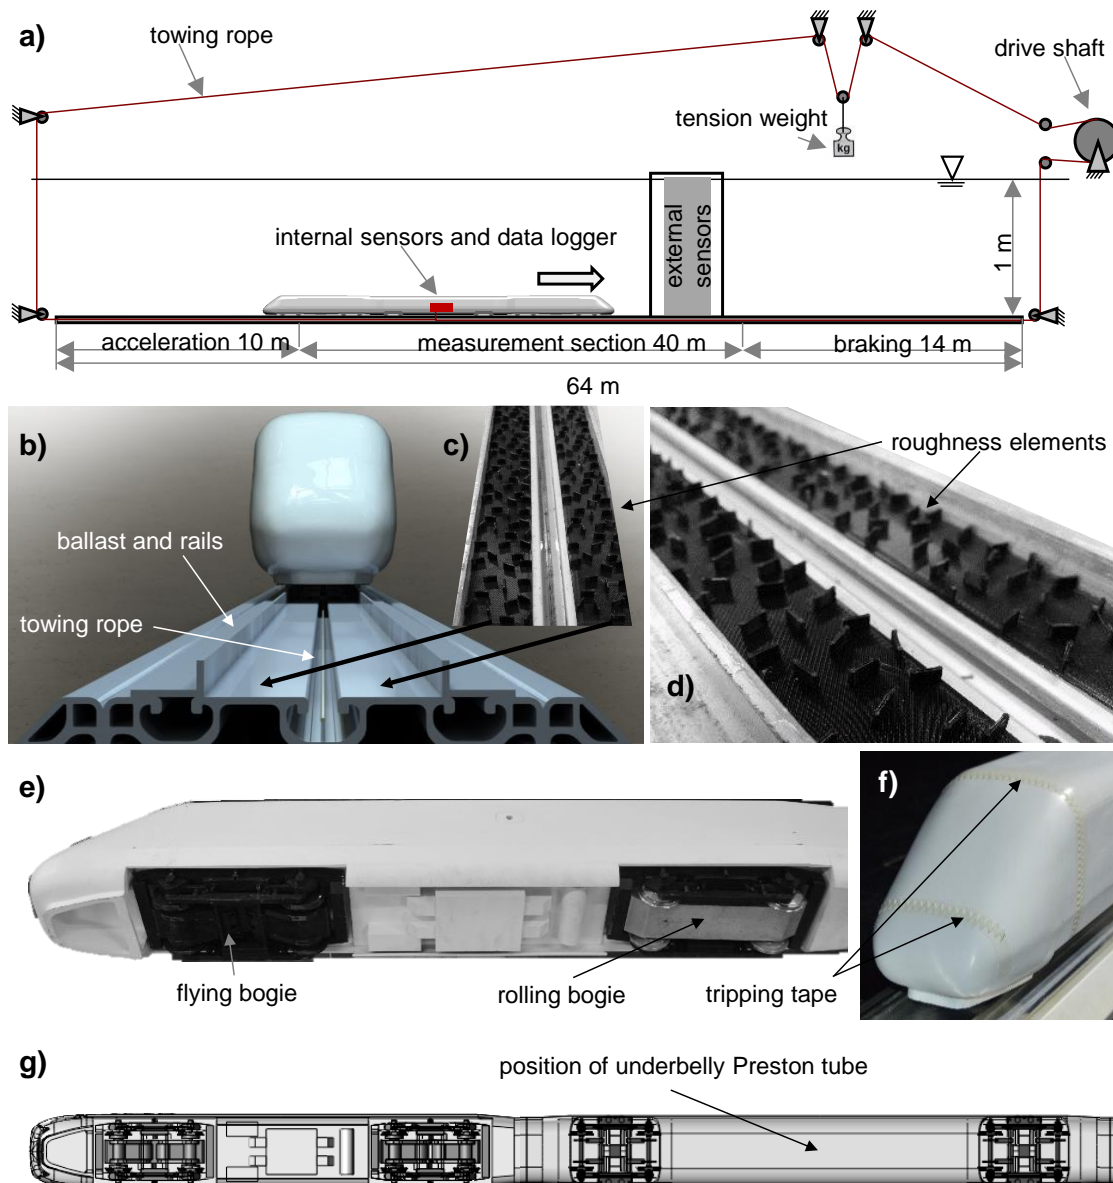 a)
towing rope
drive shaft
tension weight
kg
external
sensors
internal sensors and data logger
1 m
acceleration 10 m
measurement section 40 m
braking 14 m
64 m
b)
c)
roughness elements
ballast and rails
towing rope
d)
e)
f)
flying bogie
rolling bogie
tripping tape
g)
position of underbelly Preston tube